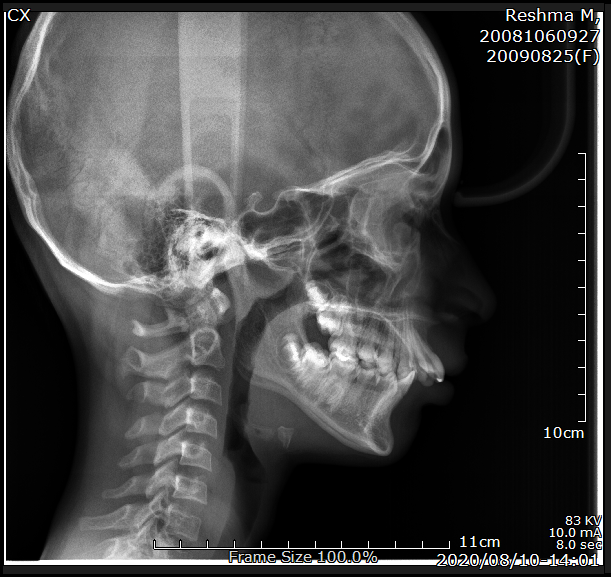 CX
Reshma M,
20081060927
20090825(F)
10cm
83 KV
10.0 mA
8.0 sec
11cm
Frame Size 100.0%
2020/08/10-14:01